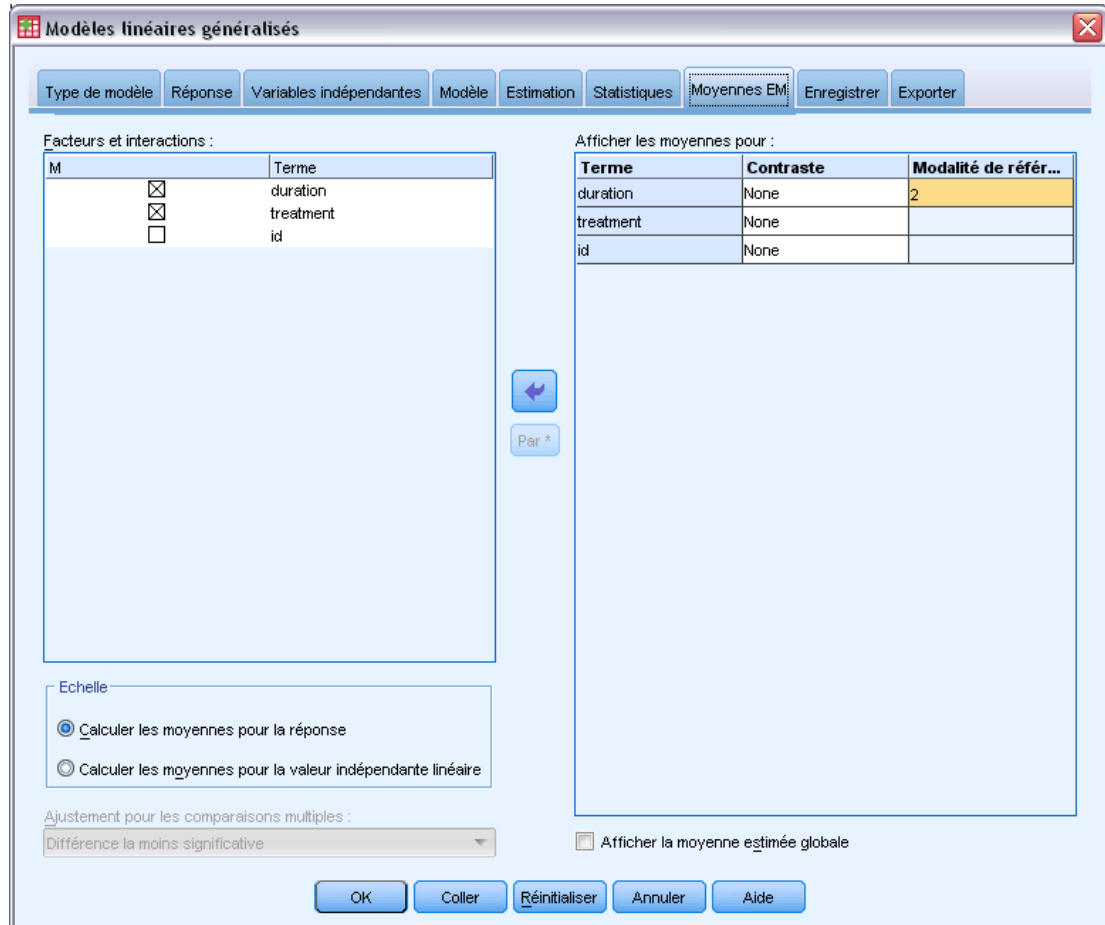 Modèles linéaires généralisés
Type de modèle Réponse Variables indépendantes Modèle Estimation Statistiques Moyennes EM Enregistrer Exporter
Facteurs et interactions :
M Terme
duration
treatment
id
Afficher les moyennes pour :
Terme Contraste Modalité de référ...
duration None 2
treatment None
id None
Par *
Echelle
Calculer les moyennes pour la réponse
Calculer les moyennes pour la valeur indépendante linéaire
Ajustement pour les comparaisons multiples :
Différence la moins significative
Afficher la moyenne estimée globale
OK Coller Réinitialiser Annuler Aide